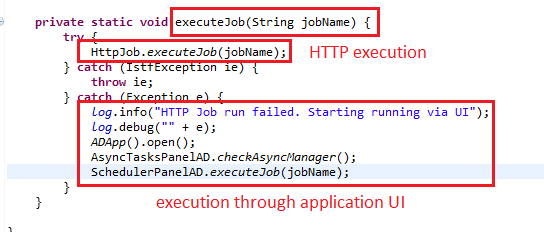 private static void executeJob(String jobName) {
try {
HttpJob.executeJob(jobName);
HTTP execution
} catch (IstfException ie) {
throw ie;
} catch (Exception e) {
log.info("HTTP Job run failed. Starting running via UI");
log.debug("" + e);
ADApp().open();
AsyncTasksPanelAD.checkAsyncManager();
SchedulerPanelAD.executeJob(jobName);
}
}
execution through application UI